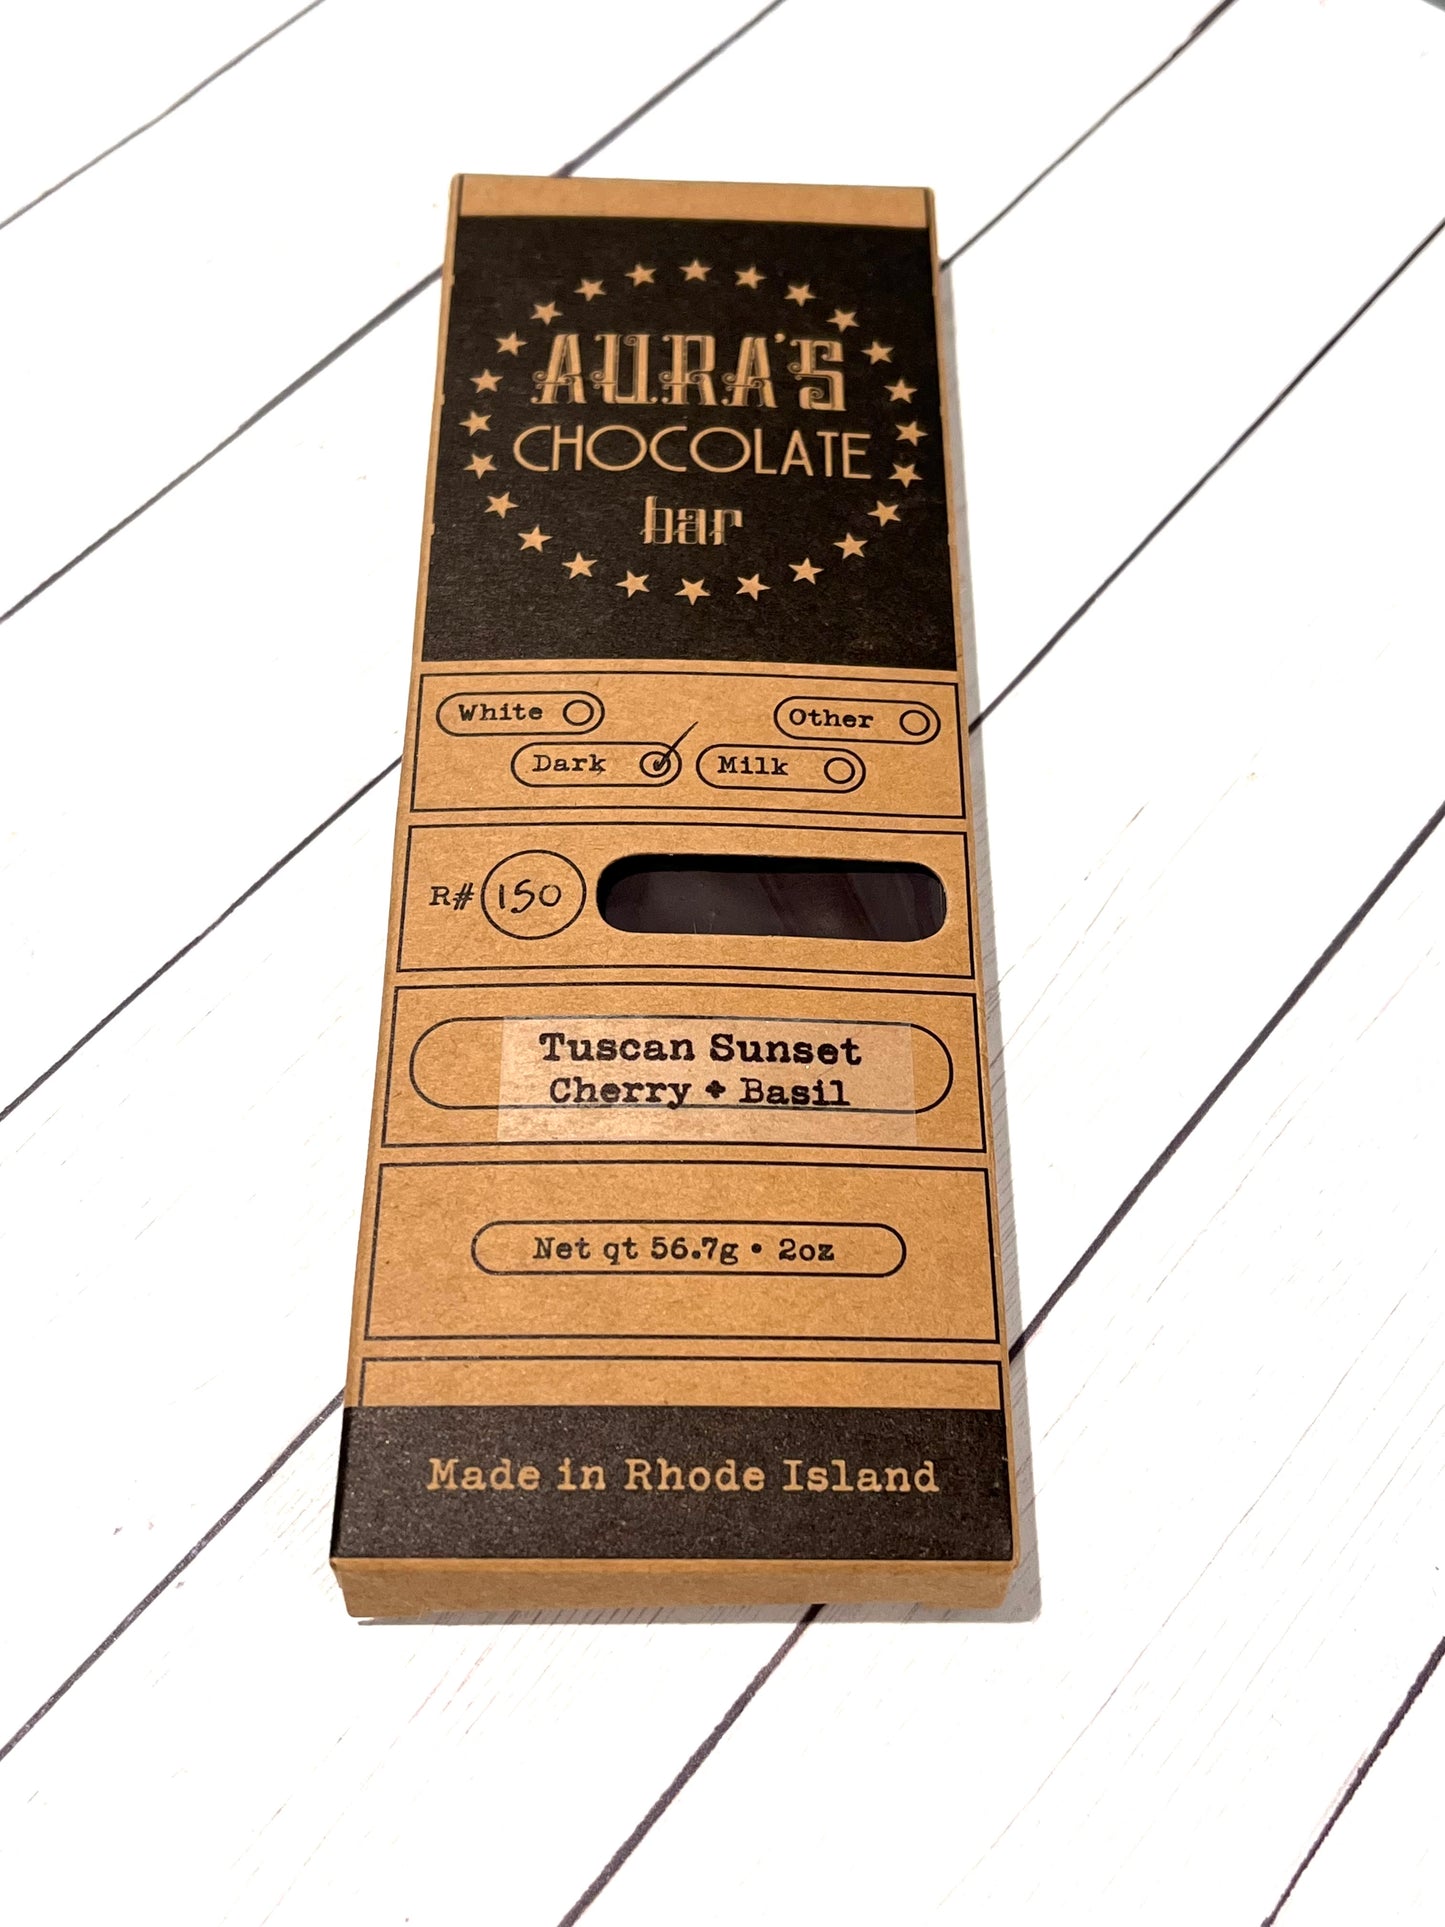 AURA'S
CHOCOLATE
bar
White
Other
Dark
Milk
R# 150
Tuscan Sunset
Cherry + Basil
Net qt 56.7g • 2oz
Made in Rhode Island